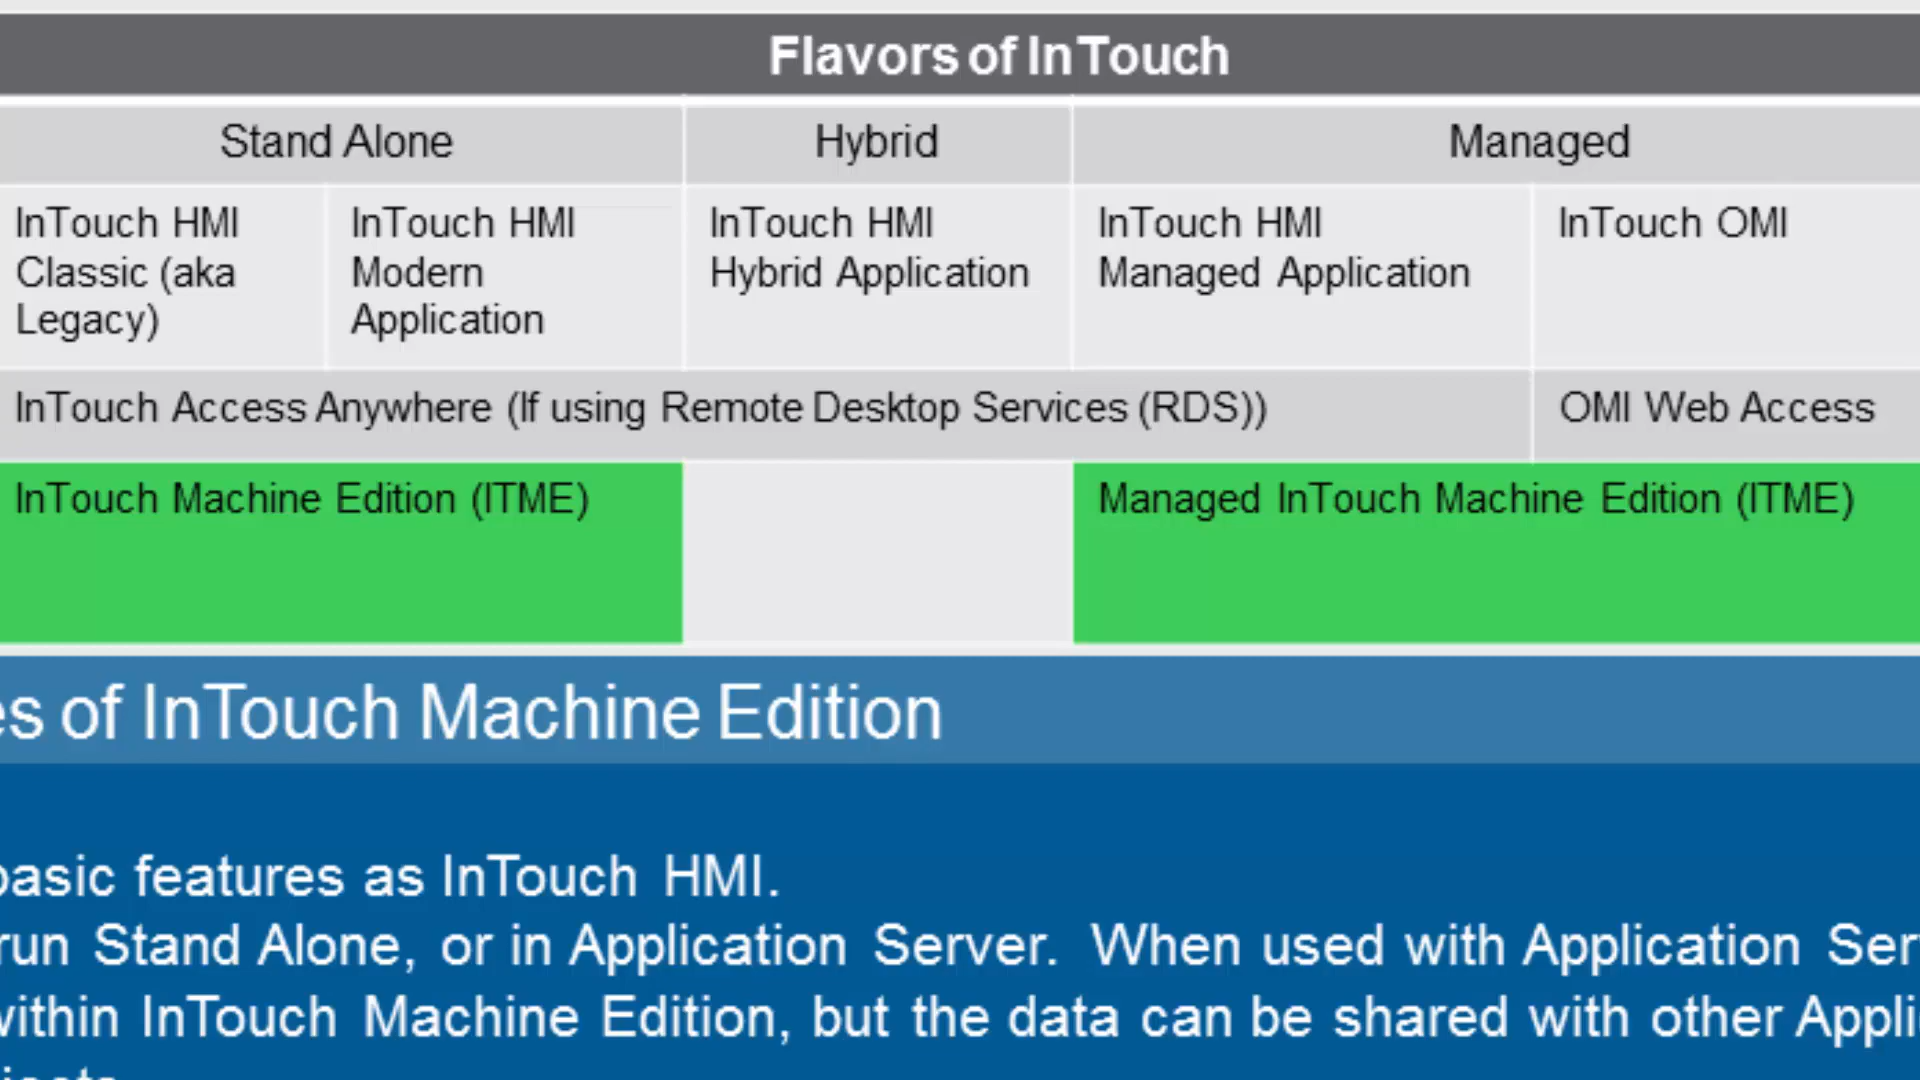 Flavors of InTouch
Stand Alone
Hybrid
Managed
InTouch HMI
Classic (aka
Legacy)
InTouch HMI
Modern
Application
InTouch HMI
Hybrid Application
InTouch HMI
Managed Application
InTouch OMI
InTouch Access Anywhere (If using Remote Desktop Services (RDS))
OMI Web Access
InTouch Machine Edition (ITME)
Managed InTouch Machine Edition (ITME)
of InTouch Machine Edition
basic features as InTouch HMI.
run Stand Alone, or in Application Server. When used with Application
within InTouch Machine Edition, but the data can be shared with other